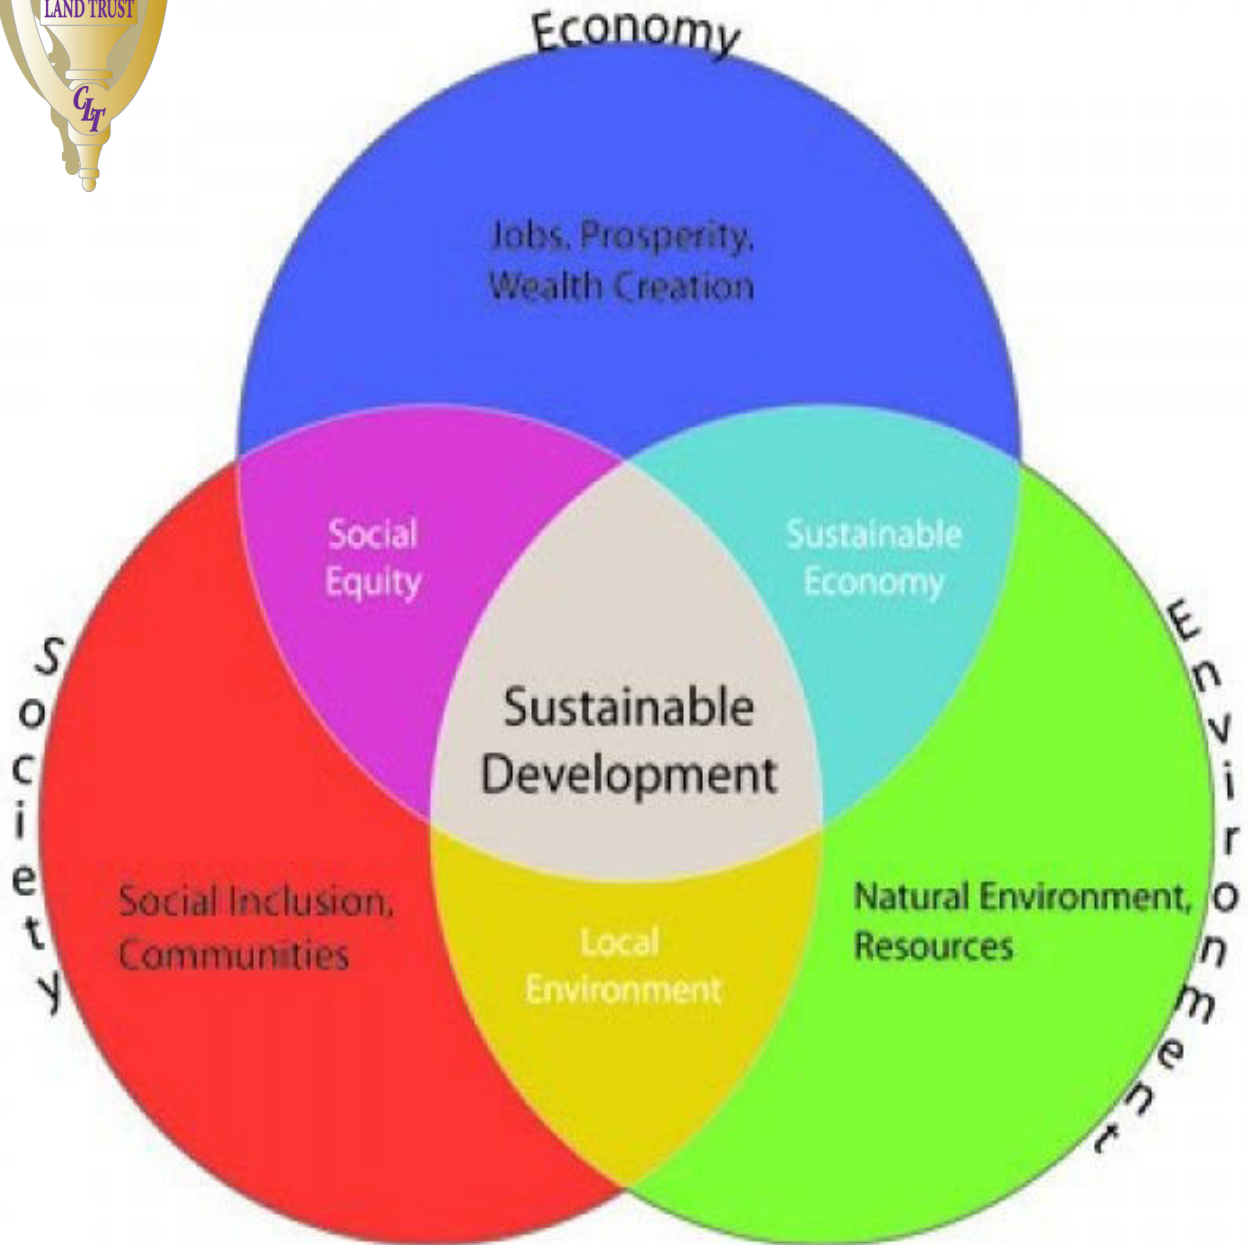 LAND TRUST
CLT
Economy
Jobs, Prosperity,
Wealth Creation
Social
Equity
Sustainable
Economy
Sustainable
Development
Society
Environment
Social Inclusion,
Communities
Natural Environment,
Resources
Local
Environment